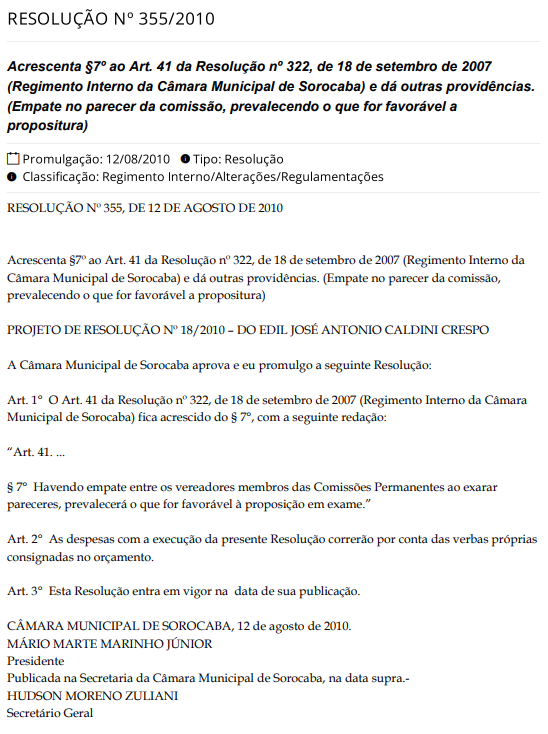 RESOLUÇÃO Nº 355/2010
Acrescenta §7º ao Art. 41 da Resolução nº 322, de 18 de setembro de 2007
(Regimento Interno da Câmara Municipal de Sorocaba) e dá outras providências.
(Empate no parecer da comissão, prevalecendo o que for favorável a
propositura)
Promulgação: 12/08/2010 Tipo: Resolução
Classificação: Regimento Interno/Alterações/Regulamentações
RESOLUÇÃO Nº 355, DE 12 DE AGOSTO DE 2010
Acrescenta §7º ao Art. 41 da Resolução nº 322, de 18 de setembro de 2007 (Regimento Interno da
Câmara Municipal de Sorocaba) e dá outras providências. (Empate no parecer da comissão,
prevalecendo o que for favorável a propositura)
PROJETO DE RESOLUÇÃO Nº 18/2010 – DO EDIL JOSÉ ANTONIO CALDINI CRESPO
A Câmara Municipal de Sorocaba aprova e eu promulgo a seguinte Resolução:
Art. 1º O Art. 41 da Resolução nº 322, de 18 de setembro de 2007 (Regimento Interno da Câmara
Municipal de Sorocaba) fica acrescido do § 7º, com a seguinte redação:
“Art. 41. ...
§ 7º Havendo empate entre os vereadores membros das Comissões Permanentes ao exarar
pareceres, prevalecerá o que for favorável à proposição em exame.”
Art. 2º As despesas com a execução da presente Resolução correrão por conta das verbas próprias
consignadas no orçamento.
Art. 3º Esta Resolução entra em vigor na data de sua publicação.
CÂMARA MUNICIPAL DE SOROCABA, 12 de agosto de 2010.
MÁRIO MARTE MARINHO JÚNIOR
Presidente
Publicada na Secretaria da Câmara Municipal de Sorocaba, na data supra.-
HUDSON MORENO ZULIANI
Secretário Geral